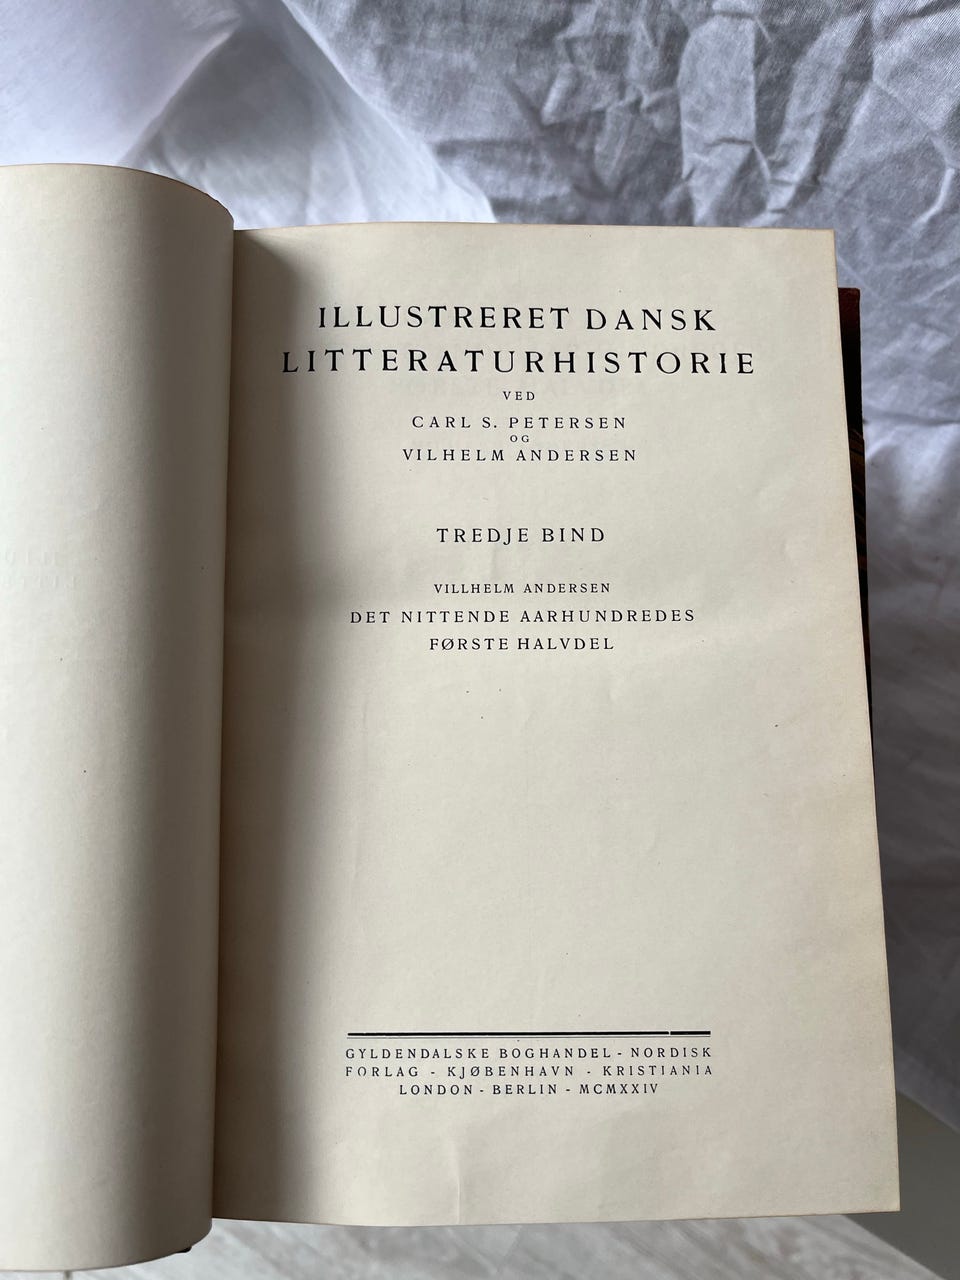 ILLUSTRERET DANSK
LITTERATURHISTORIE
VED
CARL S. PETERSEN
OG
VILHELM ANDERSEN
TREDJE BIND
VILLHELM ANDERSEN
DET NITTENDE AARHUNDREDES
FØRSTE HALVDEL
GYLDENDALSKE BOGHANDEL - NORDISK
FORLAG - KJØBENHAVN - KRISTIANIA
LONDON - BERLIN - MCMXXIV